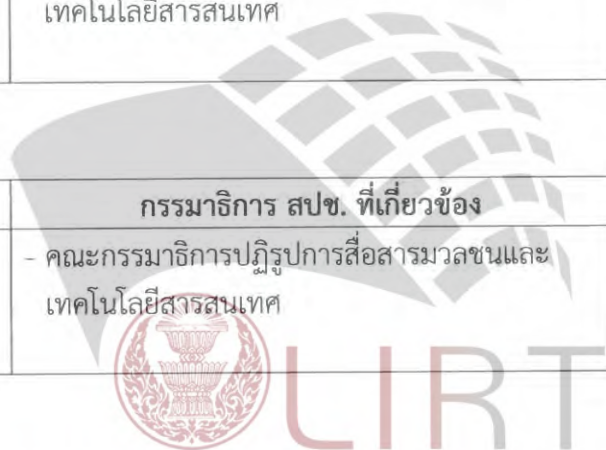 เทคโนโลยีสารสนเทศ
กรรมาธิการ สปช. ที่เกี่ยวข้อง
- คณะกรรมาธิการปฏิรูปการสื่อสารมวลชนและ
เทคโนโลยีสารสนเทศ
LIRT